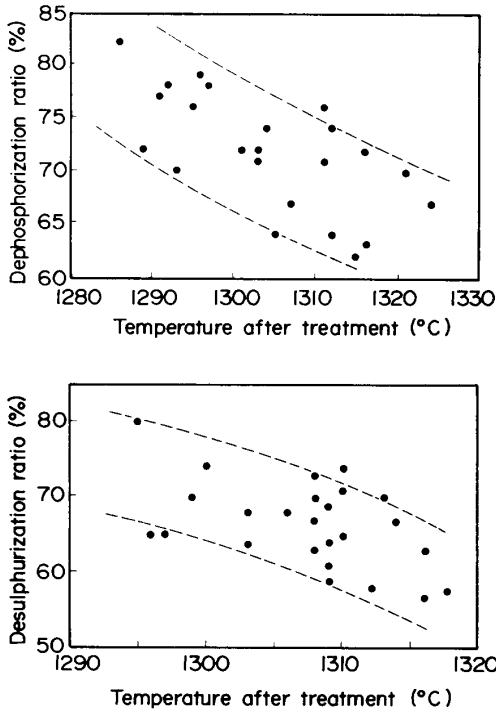 Dephosphorization ratio (%)
85
80
75
70
65
60
1280 1290 1300 1310 1320 1330
Temperature after treatment (°C)
Desulphurization ratio (%)
80
70
60
50
1290 1300 1310 1320
Temperature after treatment (°C)